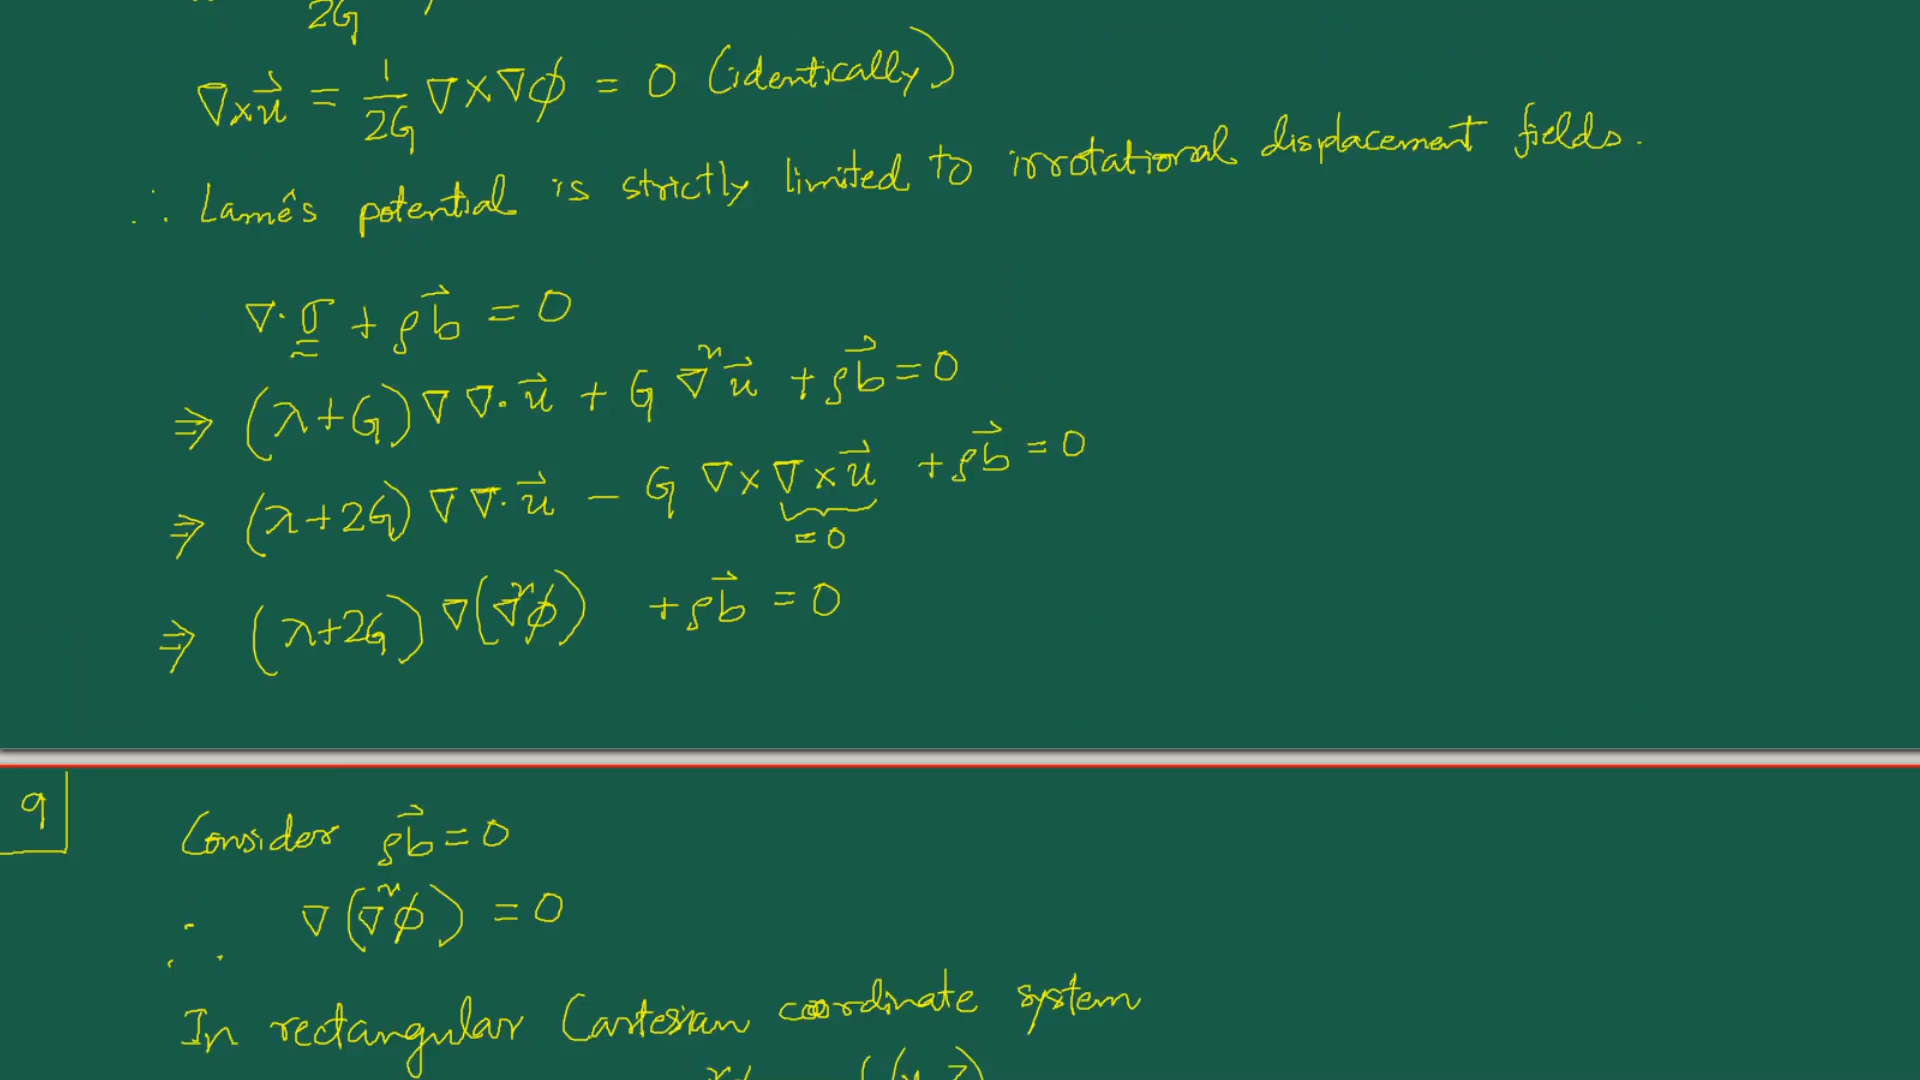 2G
∇×u⃗ = 1/2G ∇×∇ϕ = 0 (identically)
∴ Lamê's potential is strictly limited to irrotational displacement fields.
∇·σ + ρb⃗ = 0
⇒ (λ+G)∇∇·u⃗ + G∇²u⃗ + ρb⃗ = 0
⇒ (λ+2G)∇∇·u⃗ − G∇×∇×u⃗ + ρb⃗ = 0
= 0
⇒ (λ+2G)∇(∇²ϕ) + ρb⃗ = 0
9
Consider ρb⃗ = 0
∴ ∇(∇²ϕ) = 0
In rectangular Cartesian coordinate system